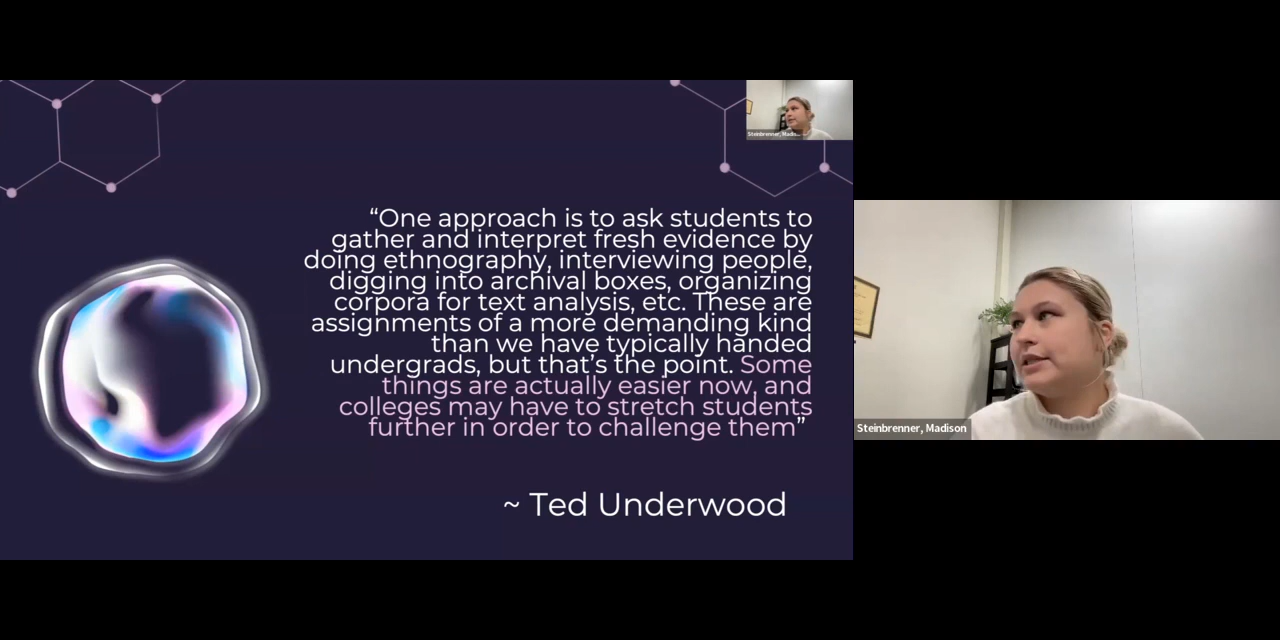 Steinbrenner, Madis...
“One approach is to ask students to
gather and interpret fresh evidence by
doing ethnography, interviewing people,
digging into archival boxes, organizing
corpora for text analysis, etc. These are
assignments of a more demanding kind
than we have typically handed
undergrads, but that’s the point. Some
things are actually easier now, and
colleges may have to stretch students
further in order to challenge them”
~ Ted Underwood
Steinbrenner, Madison